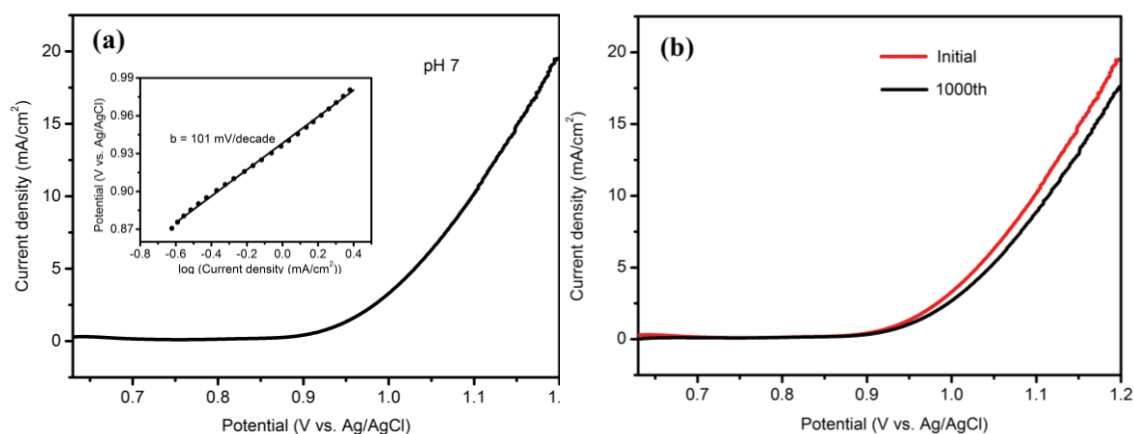 (a)
pH 7
Current density (mA/cm²)
20
15
10
5
0
0.7
0.8
0.9
1.0
1.1
1.
Potential (V vs. Ag/AgCl)
b = 101 mV/decade
Potential (V vs. Ag/AgCl)
0.99
0.96
0.93
0.90
0.87
-0.8
-0.6
-0.4
-0.2
0.0
0.2
0.4
0.6
log (Current density (mA/cm²))
(b)
Initial
1000th
Current density (mA/cm²)
20
15
10
5
0
0.7
0.8
0.9
1.0
1.1
1.2
Potential (V vs. Ag/AgCl)